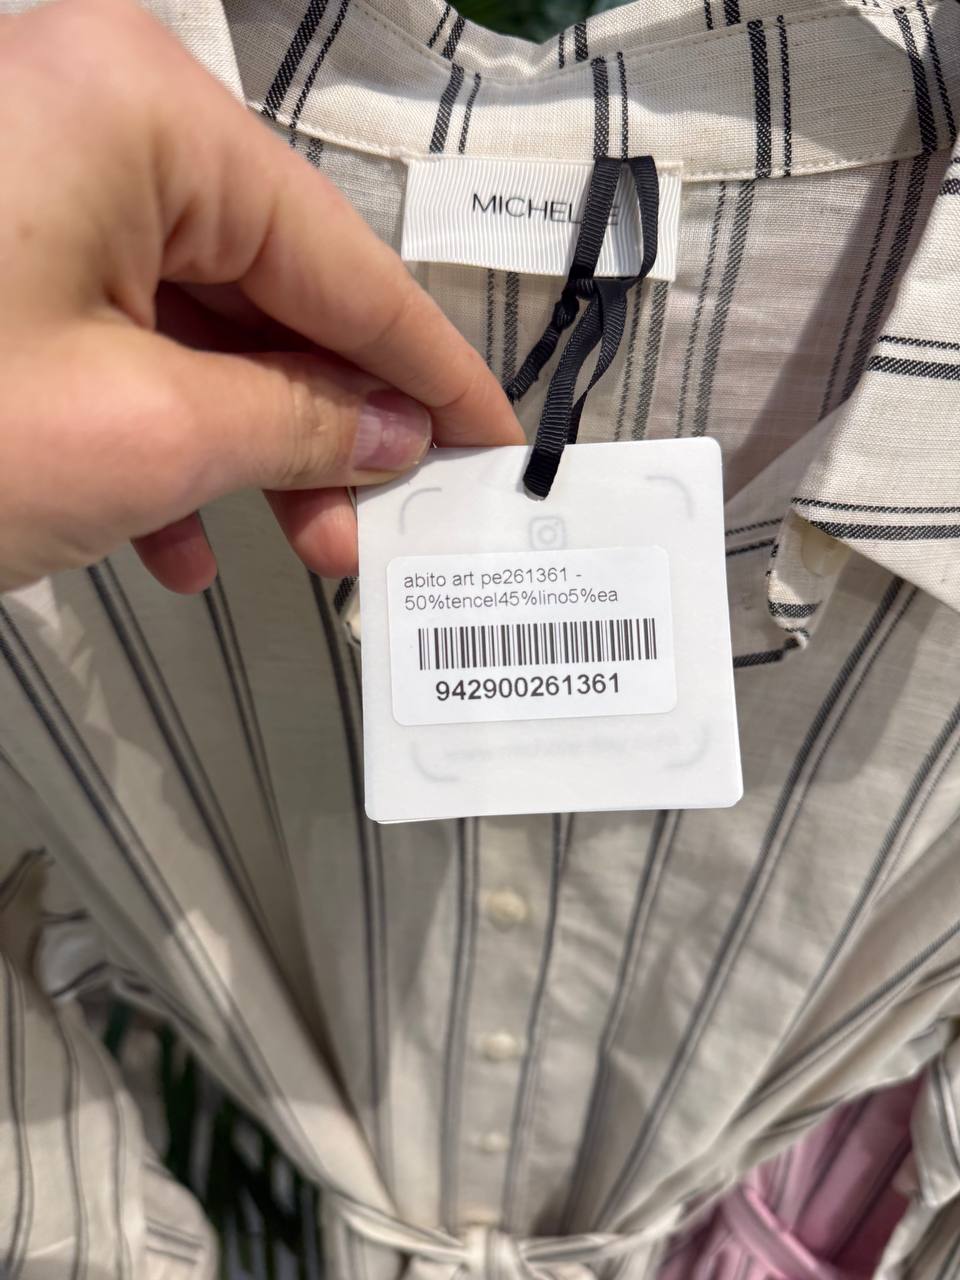 abito art pe261361 -
50%tencel45%lino5%ea
942900261361